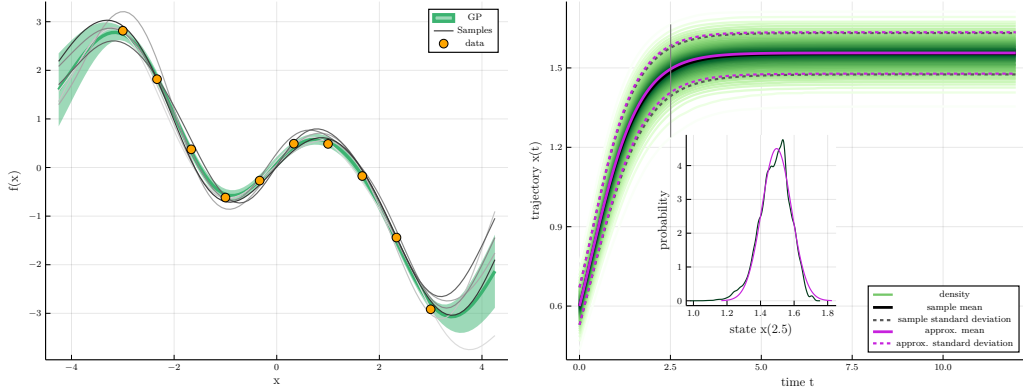 GP
Samples
data
3
2
1
0
−1
−2
−3
f(x)
−4
−2
0
2
4
x
1.5
1.2
0.9
0.6
trajectory x(t)
0.0
2.5
5.0
7.5
10.0
time t
4
3
2
1
0
probability
1.0
1.2
1.4
1.6
1.8
state x(2.5)
density
sample mean
sample standard deviation
approx. mean
approx. standard deviation